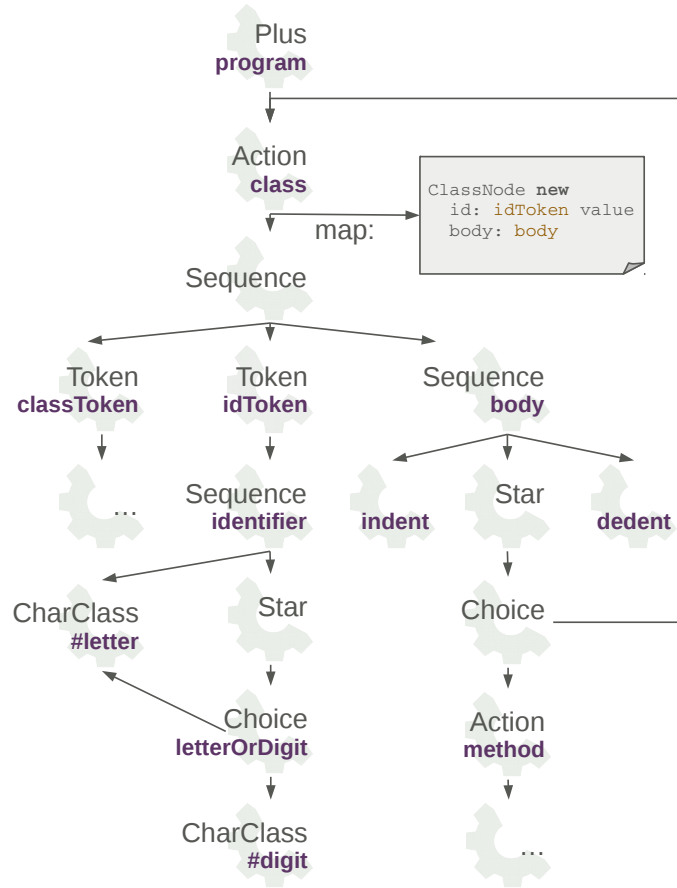 Plus
program
Action
class
map:
ClassNode new
id: idToken value
body: body
Sequence
Token
classToken
Token
idToken
Sequence
body
...
Sequence
identifier
indent
Star
dedent
CharClass
#letter
Star
Choice
Choice
letterOrDigit
Action
method
CharClass
#digit
...